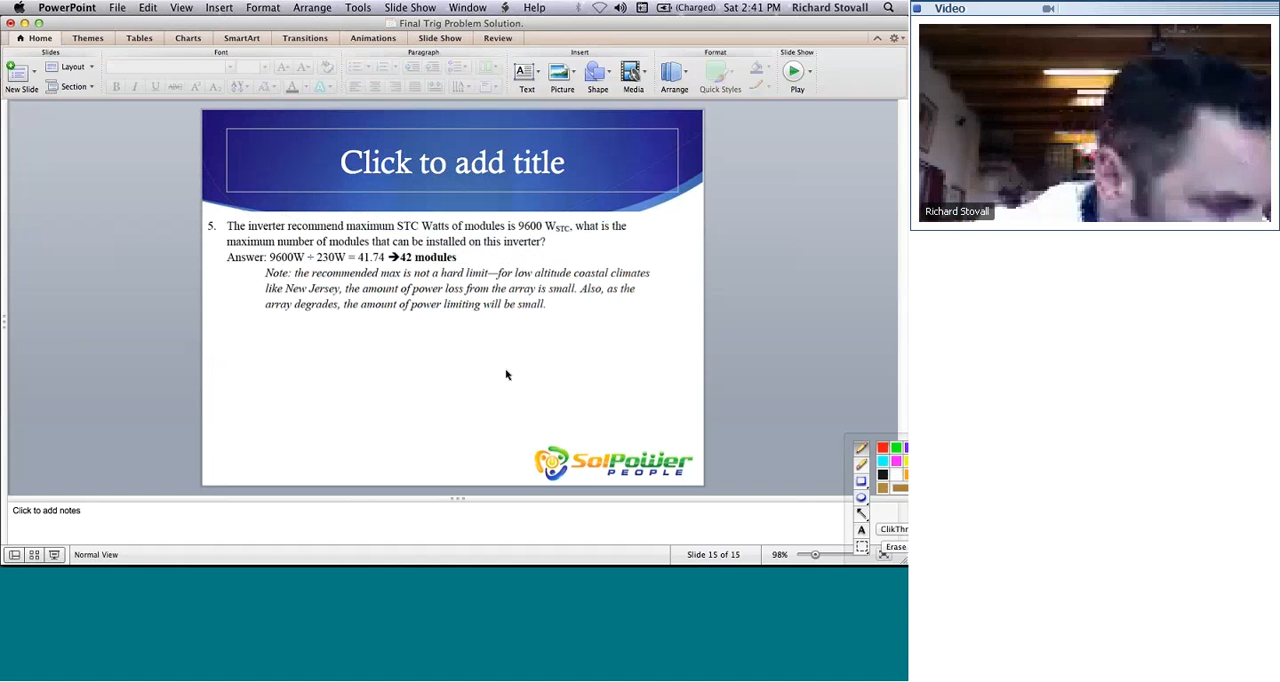 PowerPoint File Edit View Insert Format Arrange Tools Slide Show Window Help (Charged) Sat 2:41 PM Richard Stovall
Video
Final Trig Problem Solution.
Home Themes Tables Charts SmartArt Transitions Animations Slide Show Review
Slides Font Paragraph Insert Format Slide Show
Layout
New Slide Section
B I U ABC
Text Picture Shape Media Arrange Quick Styles Play
Click to add title
5. The inverter recommend maximum STC Watts of modules is 9600 WSTC, what is the
maximum number of modules that can be installed on this inverter?
Answer: 9600W ÷ 230W = 41.74 ➔42 modules
Note: the recommended max is not a hard limit—for low altitude coastal climates
like New Jersey, the amount of power loss from the array is small. Also, as the
array degrades, the amount of power limiting will be small.
SolPower
PEOPLE
Richard Stovall
Click to add notes
A
ClikThr
Erase
Normal View Slide 15 of 15 98%